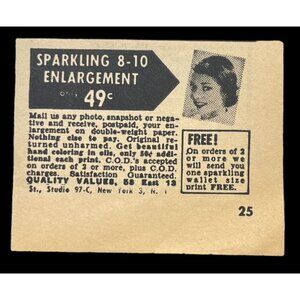 SPARKLING 8-10
ENLARGEMENT
ONLY 49¢
Mail us any photo, snapshot or nega-
tive and receive, postpaid, your en-
largement on double-weight paper.
Nothing else to pay. Original re-
turned unharmed. Get beautiful
hand coloring in oils, only 50¢ addi-
tional each print. C.O.D.'s accepted
on orders of 2 or more, plus C.O.D.
charges. Satisfaction Guaranteed.
QUALITY VALUES, 58 East 13
St., Studio 97-C, New York 3, N.
FREE!
On orders of 2
or more we will
send you one
sparkling
wallet size
print FREE.
25